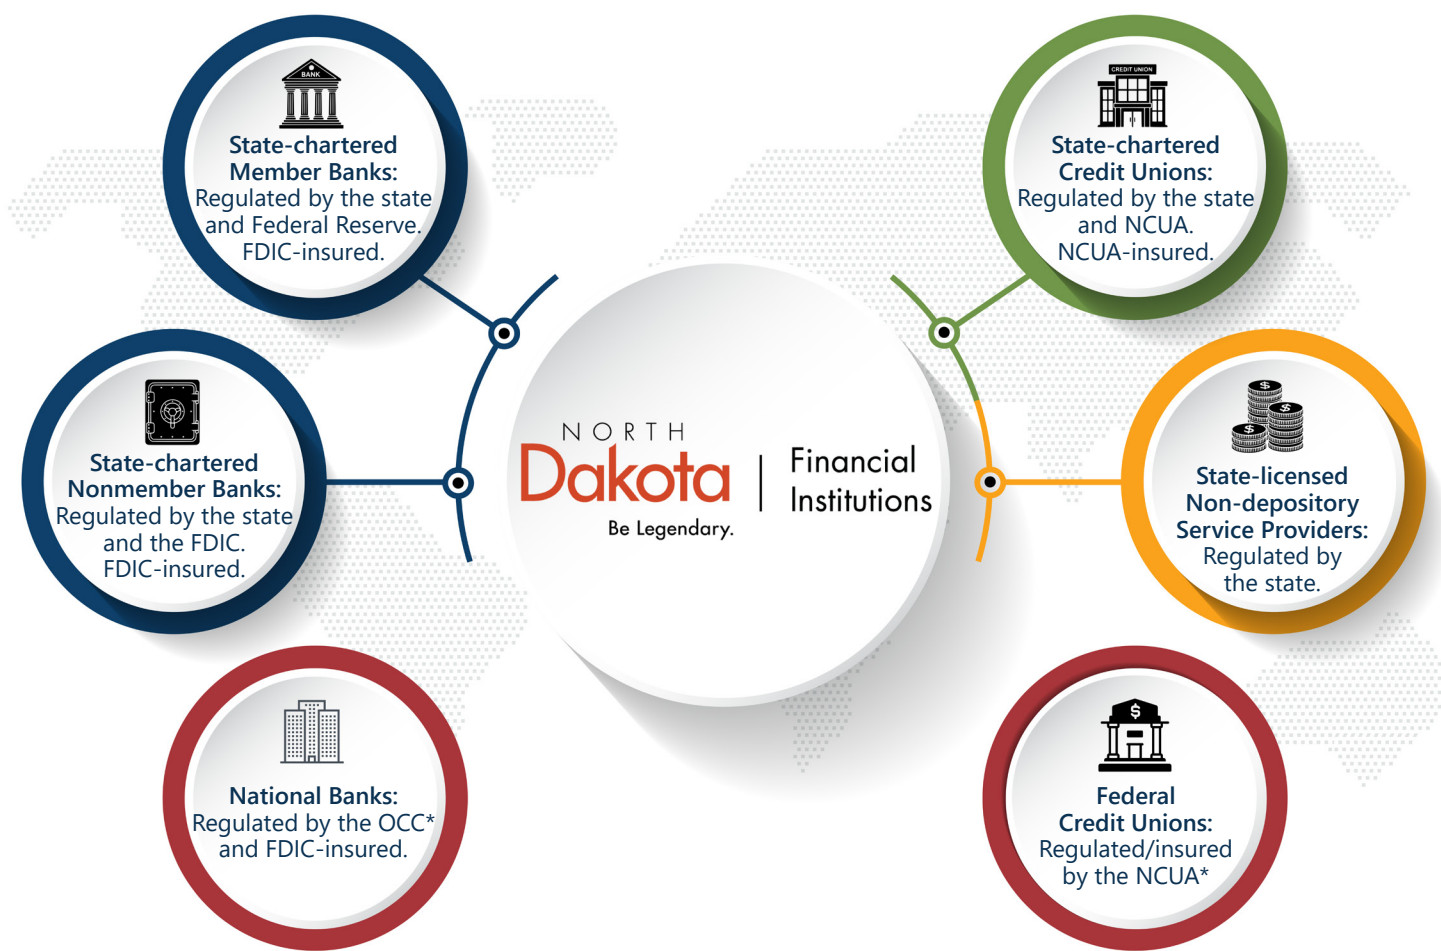 BANK
State-chartered
Member Banks:
Regulated by the state
and Federal Reserve.
FDIC-insured.
CREDIT UNION
State-chartered
Credit Unions:
Regulated by the state
and NCUA.
NCUA-insured.
State-chartered
Nonmember Banks:
Regulated by the state
and the FDIC.
FDIC-insured.
NORTH
Dakota
Be Legendary.
Financial
Institutions
$
$
$
State-licensed
Non-depository
Service Providers:
Regulated by
the state.
National Banks:
Regulated by the OCC*
and FDIC-insured.
$
Federal
Credit Unions:
Regulated/insured
by the NCUA*